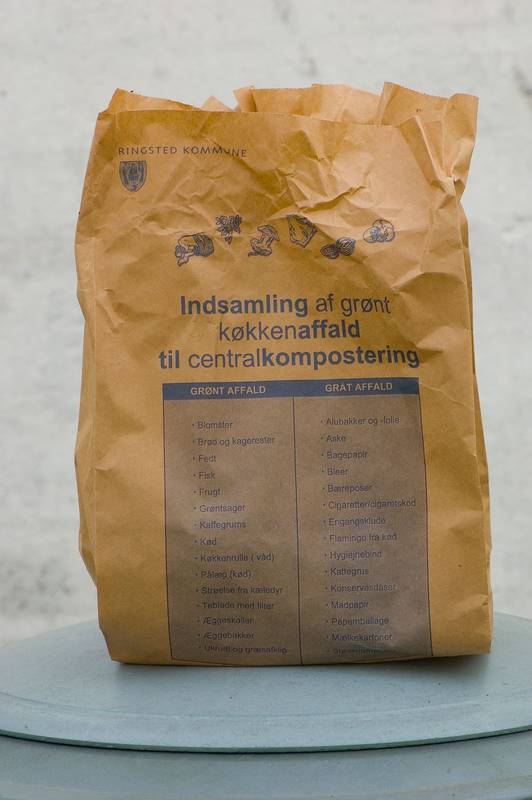 RINGSTED KOMMUNE
Indsamling af grønt
køkkenaffald
til centralkompostering
GRØNT AFFALD
· Blomster
· Brød og kagerester
· Fedt
· Fisk
· Frugt
· Grøntsager
· Kaffegrums
· Kød
· Køkkenrulle ( våd)
· Pålæg (kød)
· Strøelse fra kæledyr
· Teblade med filter
· Æggeskaller
· Æggebakker
· Ukrudt og græsafklip
GRÅT AFFALD
· Alubakker og -folie
· Aske
· Bagepapir
· Bleer
· Bæreposer
· Cigaretter/cigaretskod
· Engangsklude
· Flamingo fra kød
· Hygiejnebind
· Kattegrus
· Konservesdåser
· Madpapir
· Papemballage
· Mælkekartoner